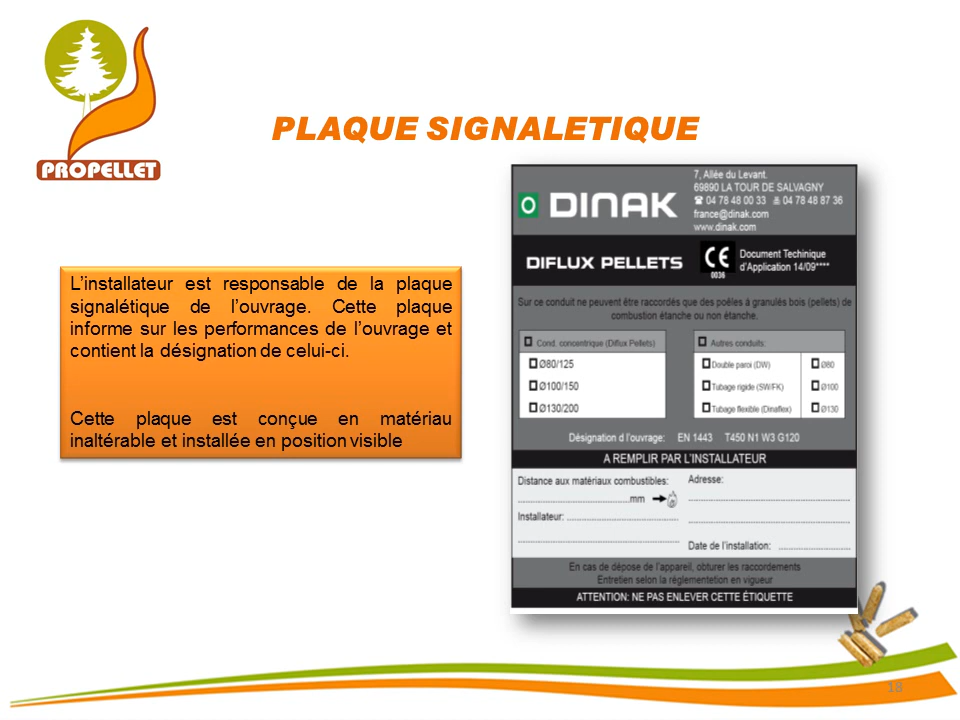 PROPELLET
PLAQUE SIGNALETIQUE
L’installateur est responsable de la plaque
signalétique de l’ouvrage. Cette plaque
informe sur les performances de l’ouvrage et
contient la désignation de celui-ci.
Cette plaque est conçue en matériau
inaltérable et installée en position visible
DINAK
7, Allée du Levant.
69890 LA TOUR DE SALVAGNY
☎ 04 78 48 00 33 04 78 48 87 36
france@dinak.com
www.dinak.com
DIFLUX PELLETS
CE
0036
Document Techinique
d’Application 14/09****
Sur ce conduit ne peuvent être raccordés que des poêles à granulés bois (pellets) de
combustion étanche ou non étanche.
Cond. concentrique (Diflux Pellets)
Ø80/125
Ø100/150
Ø130/200
Autres conduits:
Double paroi (DW) Ø80
Tubage rigide (SW/FK) Ø100
Tubage flexible (Dinaflex) Ø130
Désignation d l’ouvrage: EN 1443 T450 N1 W3 G120
A REMPLIR PAR L’INSTALLATEUR
Distance aux matériaux combustibles:
........................................mm
Installateur: ........................................
Adresse:
Date de l’installation: ..........................
En cas de dépose de l’appareil, obturer les raccordements
Entretien selon la réglementetion en vigueur
ATTENTION: NE PAS ENLEVER CETTE ÉTIQUETTE
18